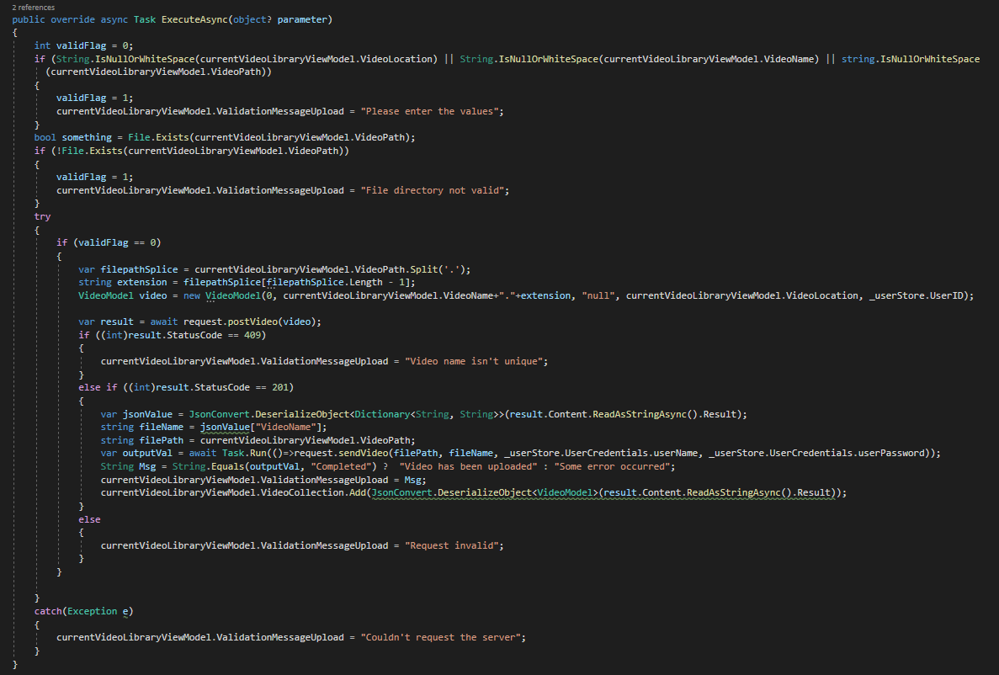 2 references
public override async Task ExecuteAsync(object? parameter)
{
int validFlag = 0;
if (String.IsNullOrWhiteSpace(currentVideoLibraryViewModel.VideoLocation) || String.IsNullOrWhiteSpace(currentVideoLibraryViewModel.VideoName) || string.IsNullOrWhiteSpace
(currentVideoLibraryViewModel.VideoPath))
{
validFlag = 1;
currentVideoLibraryViewModel.ValidationMessageUpload = "Please enter the values";
}
bool something = File.Exists(currentVideoLibraryViewModel.VideoPath);
if (!File.Exists(currentVideoLibraryViewModel.VideoPath))
{
validFlag = 1;
currentVideoLibraryViewModel.ValidationMessageUpload = "File directory not valid";
}
try
{
if (validFlag == 0)
{
var filepathSplice = currentVideoLibraryViewModel.VideoPath.Split('.');
string extension = filepathSplice[filepathSplice.Length - 1];
VideoModel video = new VideoModel(0, currentVideoLibraryViewModel.VideoName+"."+extension, "null", currentVideoLibraryViewModel.VideoLocation, _userStore.UserID);
var result = await request.postVideo(video);
if ((int)result.StatusCode == 409)
{
currentVideoLibraryViewModel.ValidationMessageUpload = "Video name isn't unique";
}
else if ((int)result.StatusCode == 201)
{
var jsonValue = JsonConvert.DeserializeObject<Dictionary<String, String>>(result.Content.ReadAsStringAsync().Result);
string fileName = jsonValue["VideoName"];
string filePath = currentVideoLibraryViewModel.VideoPath;
var outputVal = await Task.Run(()=>request.sendVideo(filePath, fileName, _userStore.UserCredentials.userName, _userStore.UserCredentials.userPassword));
String Msg = String.Equals(outputVal, "Completed") ?  "Video has been uploaded" : "Some error occurred";
currentVideoLibraryViewModel.ValidationMessageUpload = Msg;
currentVideoLibraryViewModel.VideoCollection.Add(JsonConvert.DeserializeObject<VideoModel>(result.Content.ReadAsStringAsync().Result));
}
else
{
currentVideoLibraryViewModel.ValidationMessageUpload = "Request invalid";
}
}
}
catch(Exception e)
{
currentVideoLibraryViewModel.ValidationMessageUpload = "Couldn't request the server";
}
}